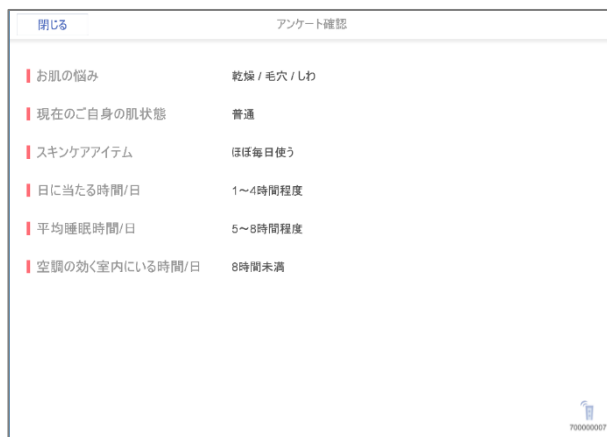 閉じる
アンケート確認
お肌の悩み 乾燥 / 毛穴 / しわ
現在のご自身の肌状態 普通
スキンケアアイテム ほぼ毎日使う
日に当たる時間/日 1～4時間程度
平均睡眠時間/日 5～8時間程度
空調の効く室内にいる時間/日 8時間未満
700000007